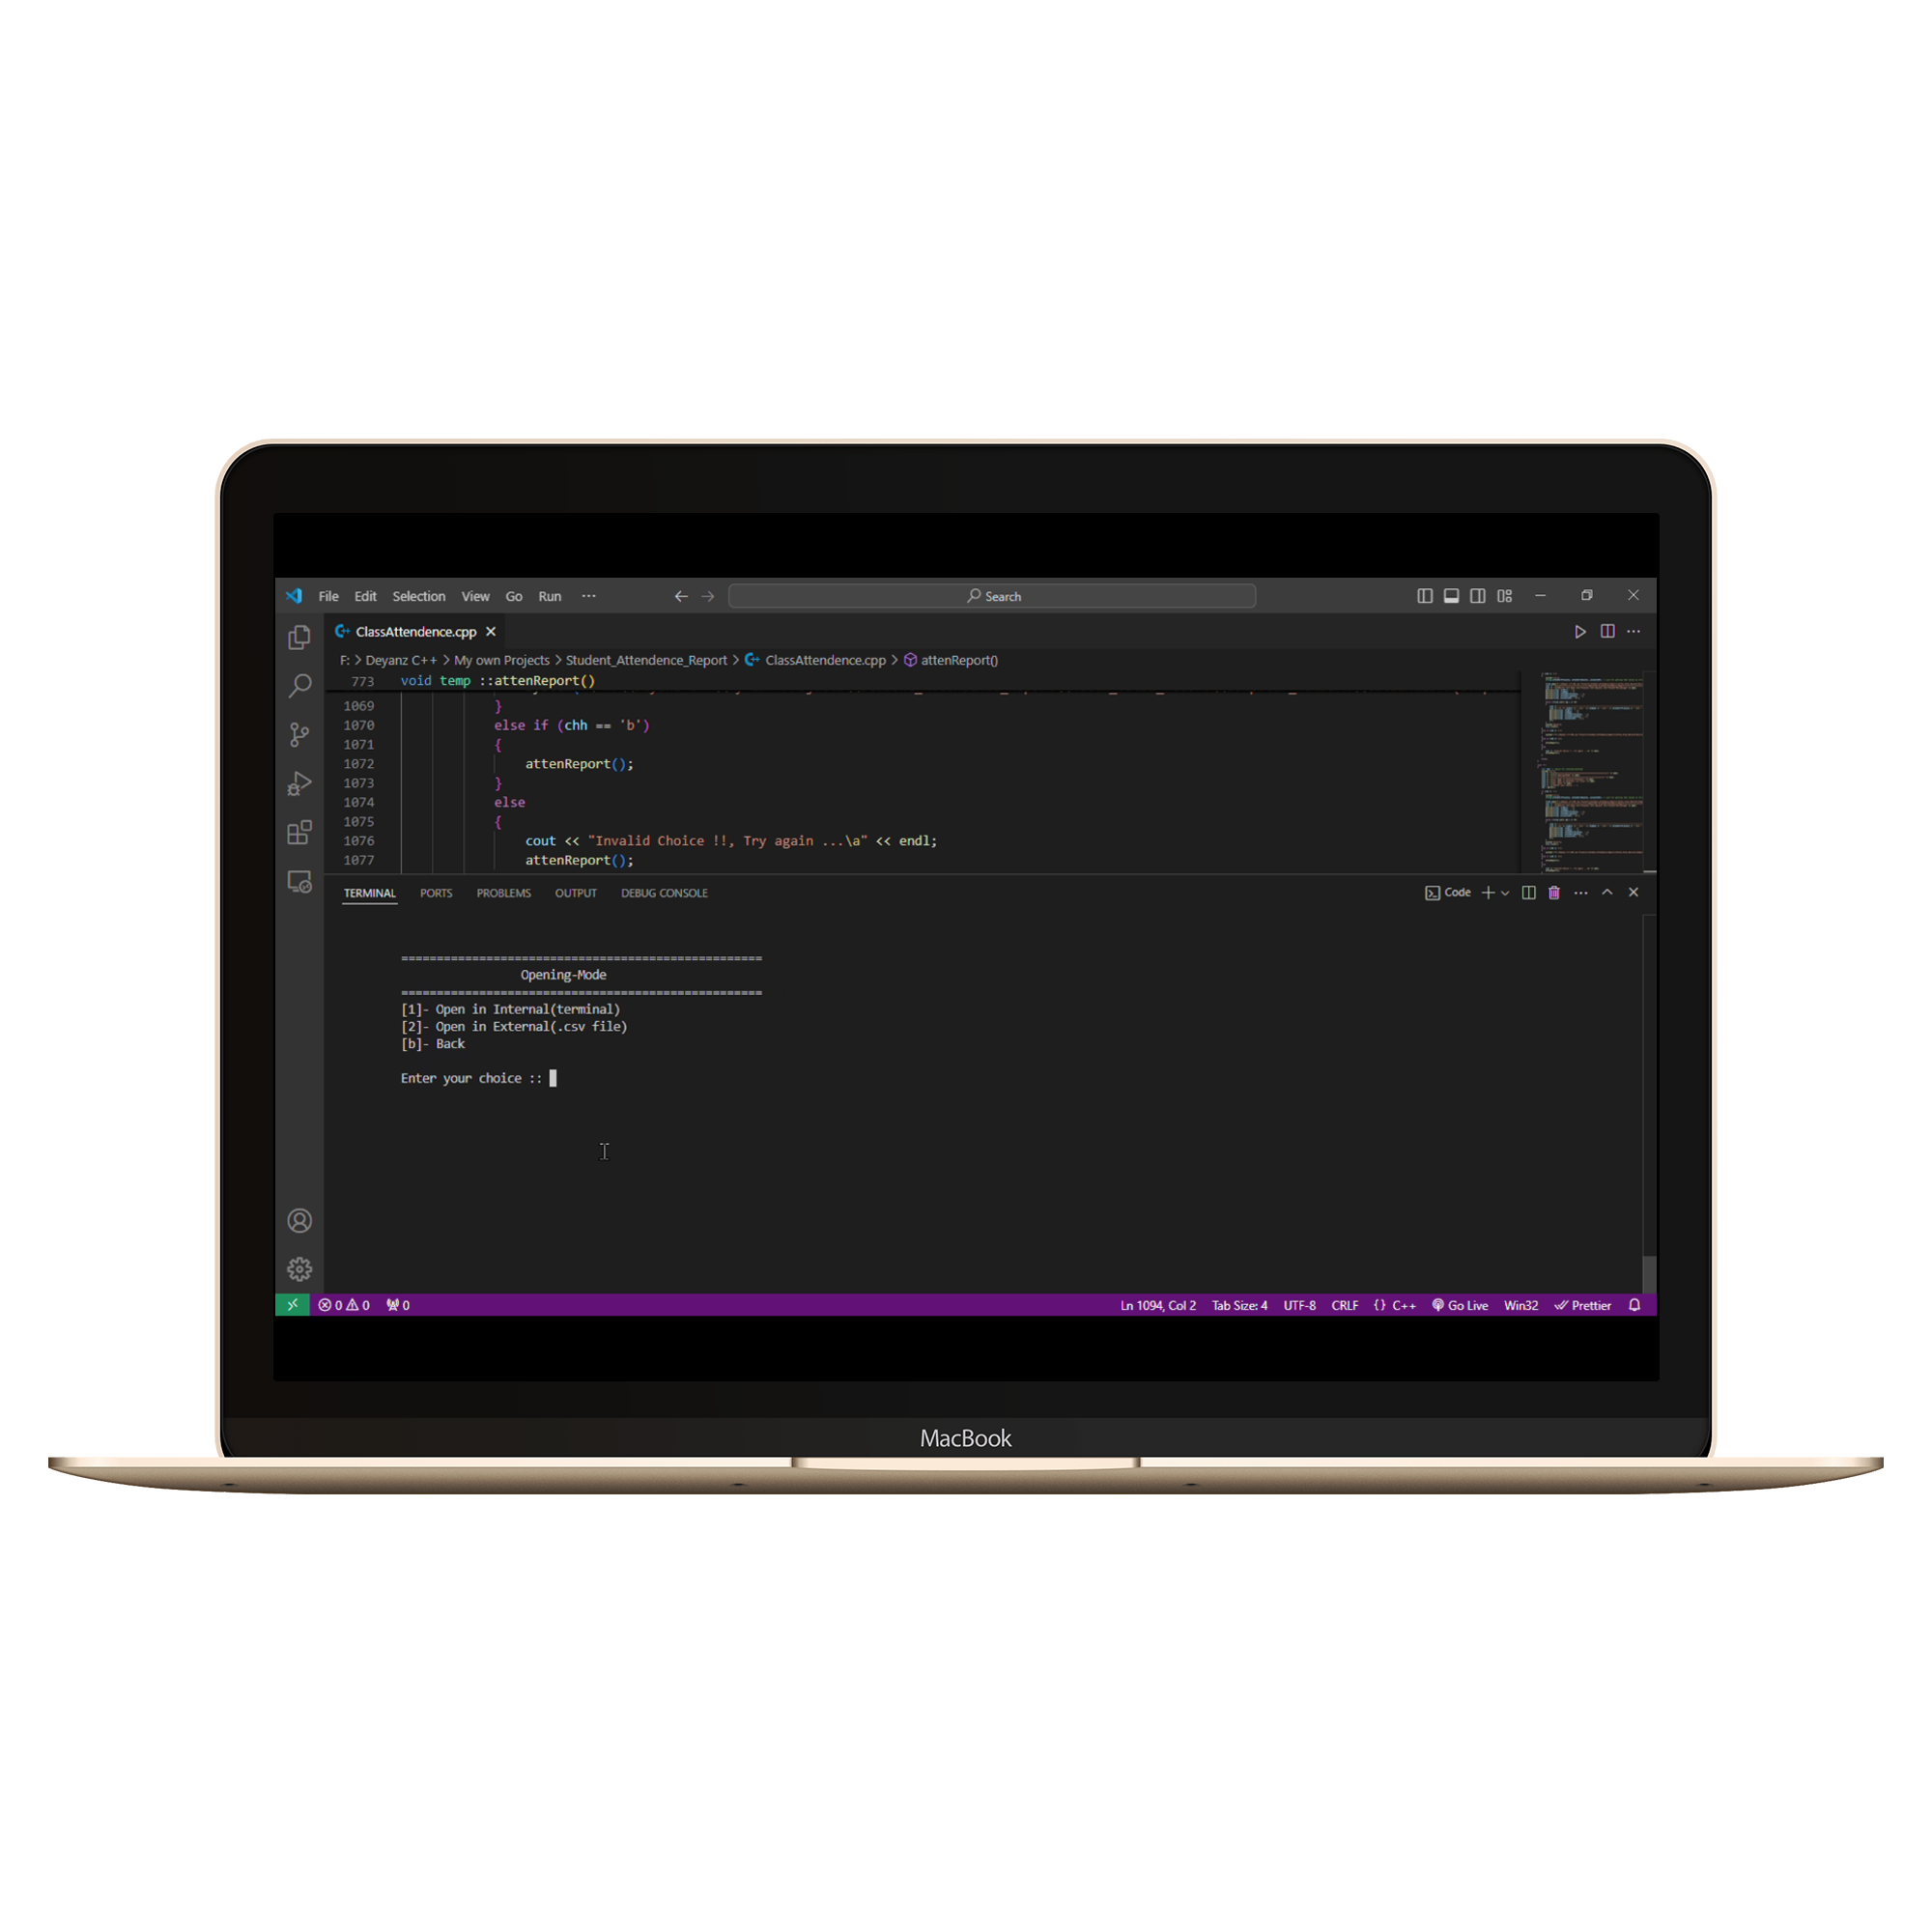 File Edit Selection View Go Run ··· Search
ClassAttendence.cpp
F: > Deyanz C++ > My own Projects > Student_Attendence_Report > ClassAttendence.cpp > attenReport()
773 void temp ::attenReport()
1069 }
1070 else if (chh == 'b')
1071 {
1072 attenReport();
1073 }
1074 else
1075 {
1076 cout << "Invalid Choice !!, Try again ...\a" << endl;
1077 attenReport();
TERMINAL PORTS PROBLEMS OUTPUT DEBUG CONSOLE Code
===================================================
Opening-Mode
===================================================
[1]- Open in Internal(terminal)
[2]- Open in External(.csv file)
[b]- Back
Enter your choice ::
0 0 0 Ln 1094, Col 2 Tab Size: 4 UTF-8 CRLF {} C++ Go Live Win32 Prettier
MacBook